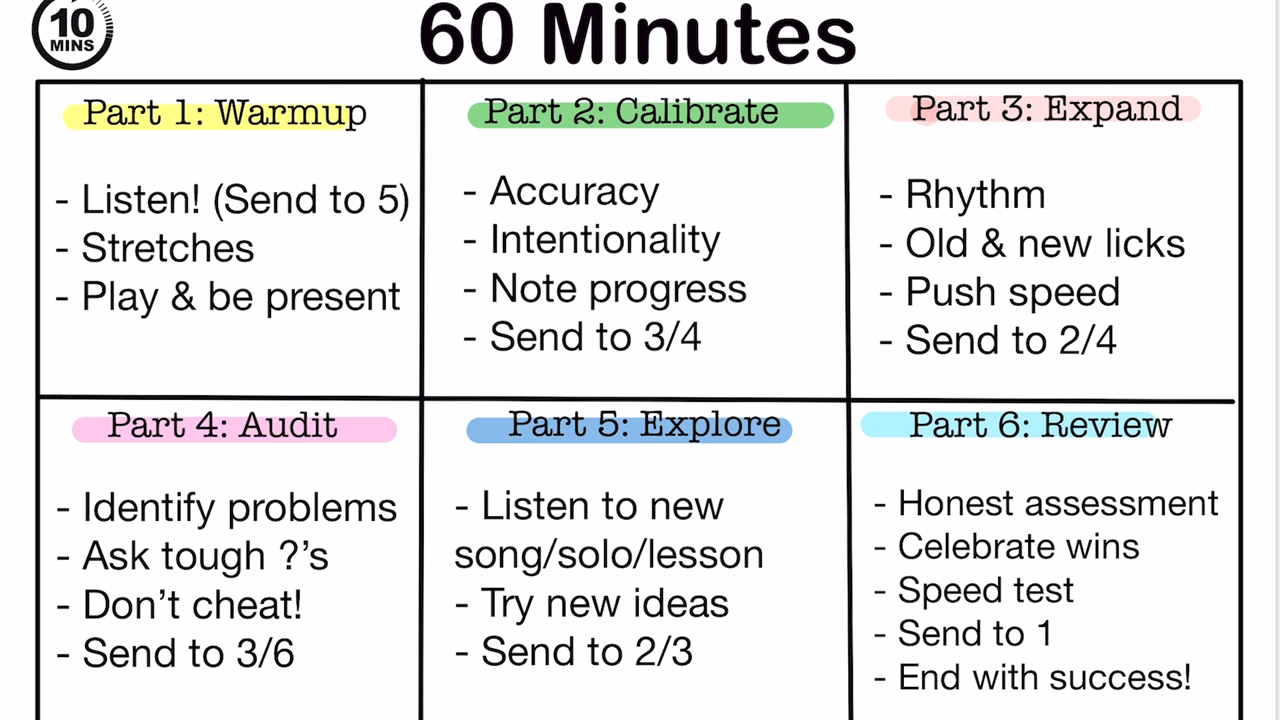 10
MINS
60 Minutes
Part 1: Warmup
- Listen! (Send to 5)
- Stretches
- Play & be present
Part 2: Calibrate
- Accuracy
- Intentionality
- Note progress
- Send to 3/4
Part 3: Expand
- Rhythm
- Old & new licks
- Push speed
- Send to 2/4
Part 4: Audit
- Identify problems
- Ask tough ?’s
- Don’t cheat!
- Send to 3/6
Part 5: Explore
- Listen to new
song/solo/lesson
- Try new ideas
- Send to 2/3
Part 6: Review
- Honest assessment
- Celebrate wins
- Speed test
- Send to 1
- End with success!